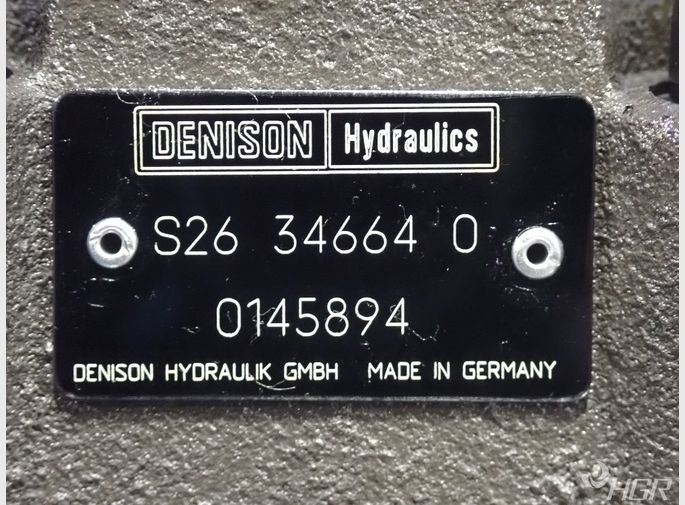 DENISON Hydraulics
S26 34664 0
0145894
DENISON HYDRAULIK GMBH MADE IN GERMANY
HGR